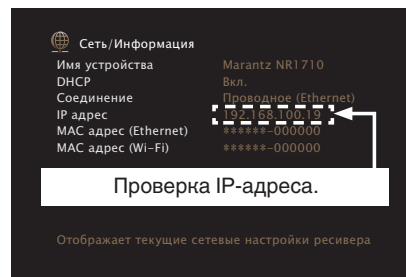 Сеть/Информация
Имя устройства Marantz NR1710
DHCP Вкл.
Соединение Проводное (Ethernet)
IP адрес 192.168.100.19
MAC адрес (Ethernet) ******-000000
MAC адрес (Wi-Fi) ******-000000
Проверка IP-адреса.
Отображает текущие сетевые настройки ресивера